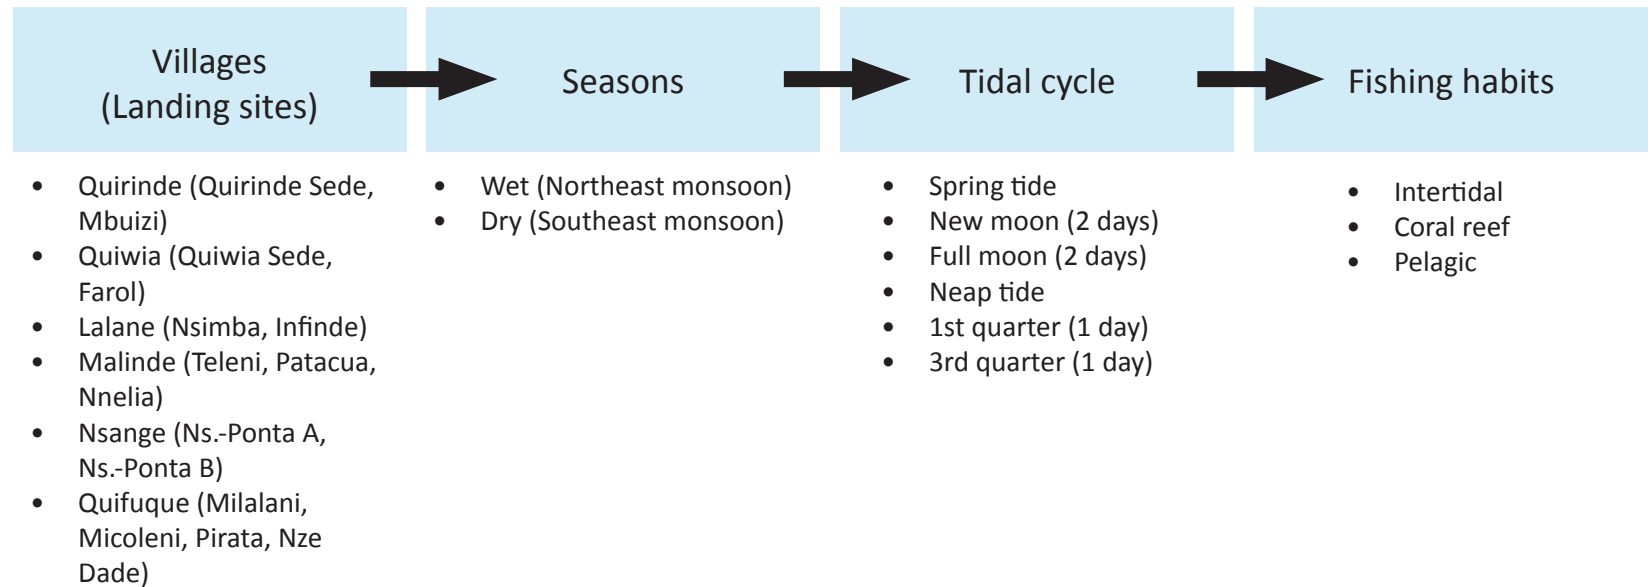 Villages
(Landing sites)
Seasons
Tidal cycle
Fishing habits
• Quirinde (Quirinde Sede,
Mbuizi)
• Quiwia (Quiwia Sede,
Farol)
• Lalane (Nsimba, Infinde)
• Malinde (Teleni, Patacua,
Nnelia)
• Nsange (Ns.-Ponta A,
Ns.-Ponta B)
• Quifuque (Milalani,
Micoleni, Pirata, Nze
Dade)
• Wet (Northeast monsoon)
• Dry (Southeast monsoon)
• Spring tide
• New moon (2 days)
• Full moon (2 days)
• Neap tide
• 1st quarter (1 day)
• 3rd quarter (1 day)
• Intertidal
• Coral reef
• Pelagic